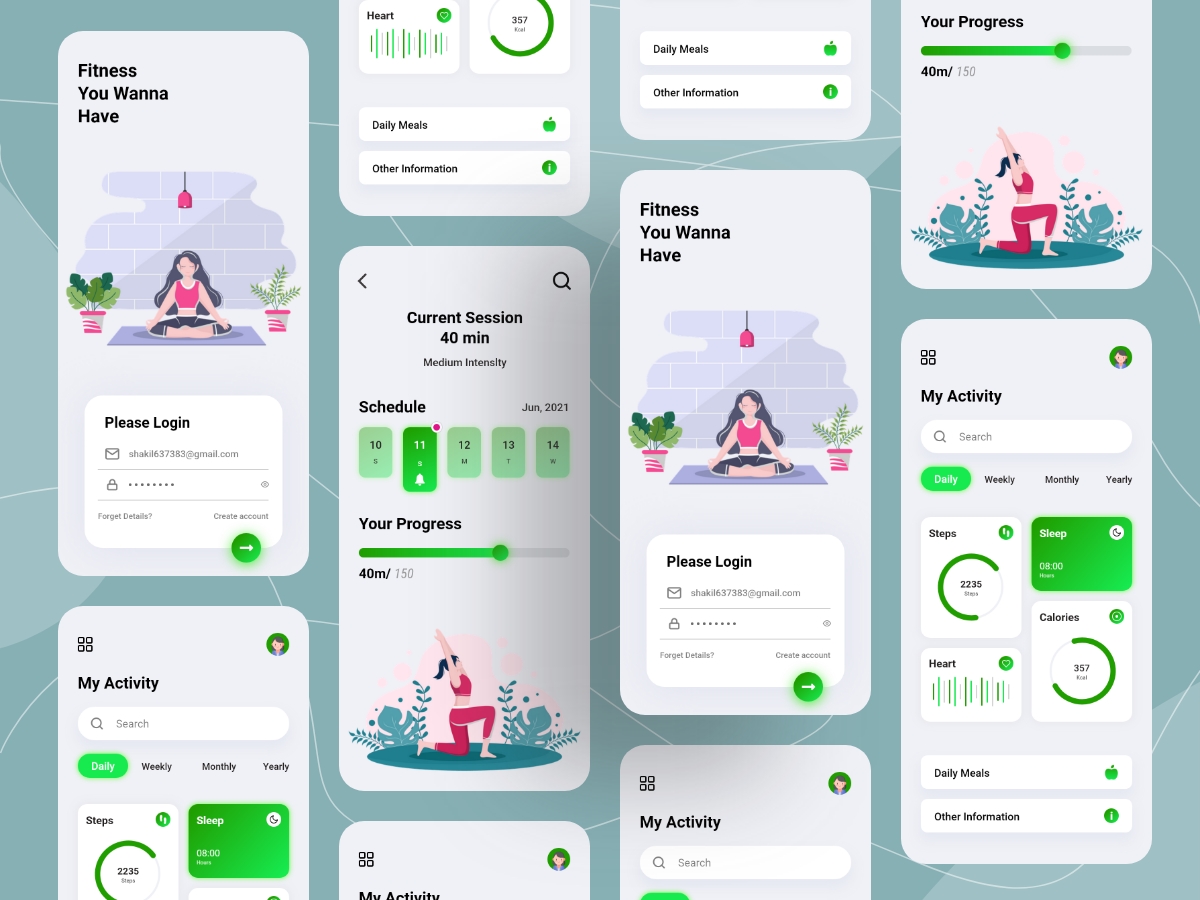 Fitness
You Wanna
Have
Please Login
shakil637383@gmail.com
Forget Details?
Create account
My Activity
Search
Daily
Weekly
Monthly
Yearly
Steps
2235
Steps
Sleep
08:00
Hours
Heart
357
Kcal
Daily Meals
Other Information
Current Session
40 min
Medium Intensity
Schedule
Jun, 2021
10
S
11
S
12
M
13
T
14
W
Your Progress
40m/ 150
My Activity
Daily Meals
Other Information
Fitness
You Wanna
Have
Please Login
shakil637383@gmail.com
Forget Details?
Create account
My Activity
Search
Your Progress
40m/ 150
My Activity
Search
Daily
Weekly
Monthly
Yearly
Steps
2235
Steps
Sleep
08:00
Hours
Calories
357
Kcal
Heart
Daily Meals
Other Information